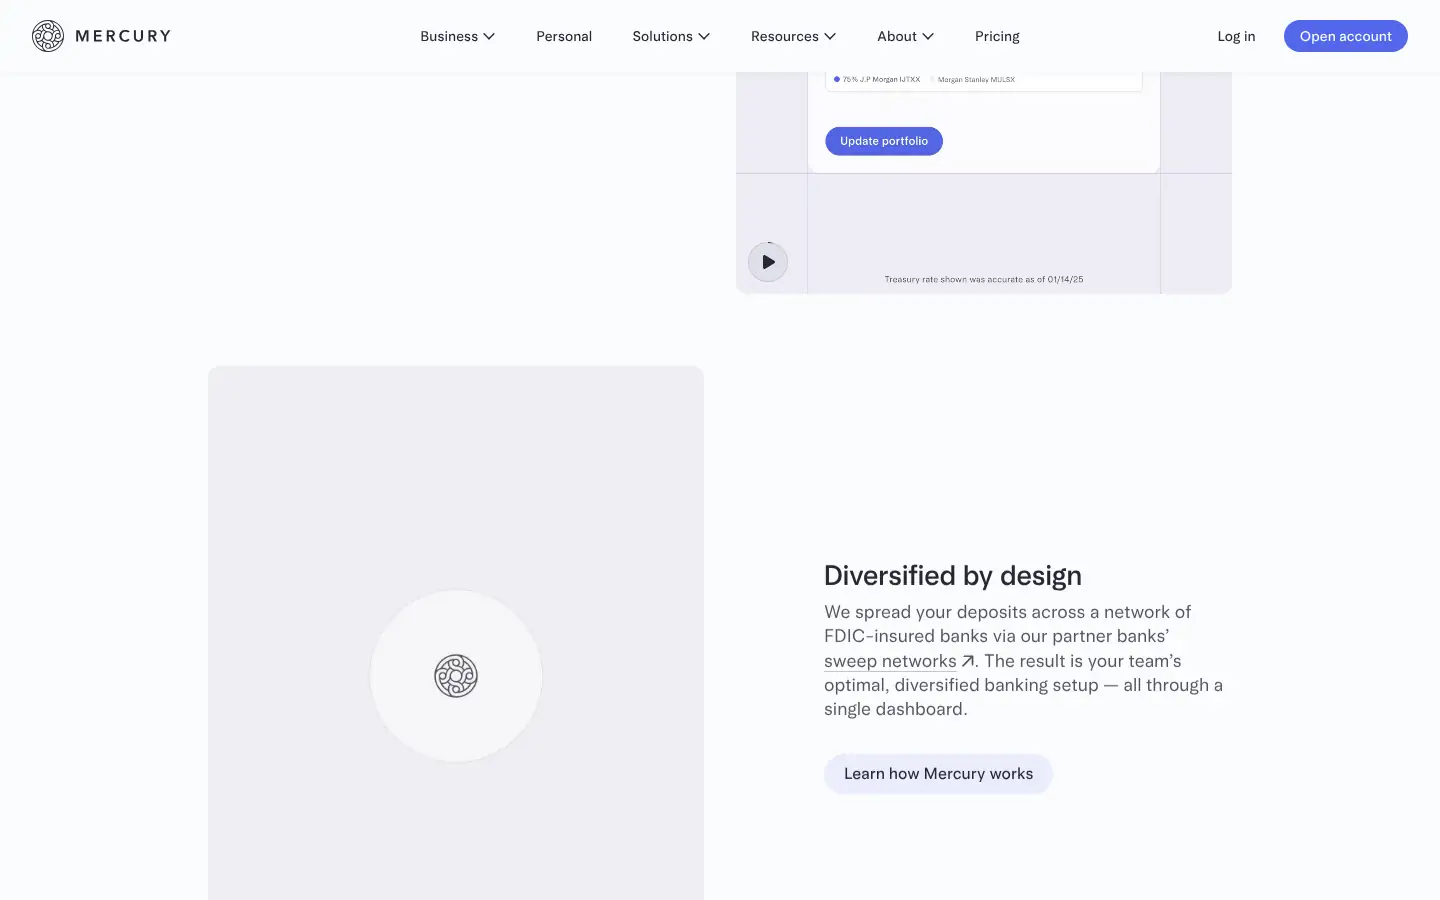 MERCURY
Business
Personal
Solutions
Resources
About
Pricing
Log in
Open account
75% J.P Morgan IJTXX
Morgan Stanley MULSX
Update portfolio
Treasury rate shown was accurate as of 01/14/25
Diversified by design
We spread your deposits across a network of
FDIC-insured banks via our partner banks’
sweep networks ↗. The result is your team’s
optimal, diversified banking setup — all through a
single dashboard.
Learn how Mercury works